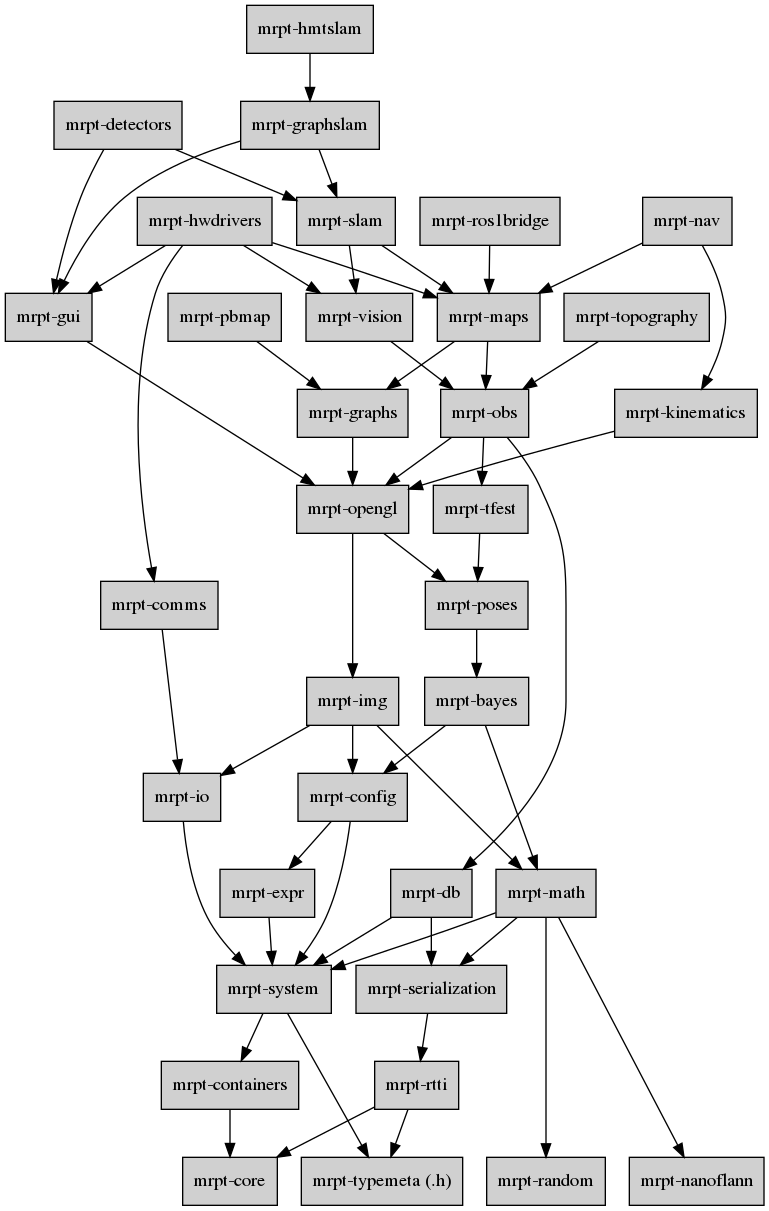 mrpt-hmtslam
mrpt-detectors
mrpt-graphslam
mrpt-hwdrivers
mrpt-slam
mrpt-ros1bridge
mrpt-nav
mrpt-gui
mrpt-pbmap
mrpt-vision
mrpt-maps
mrpt-topography
mrpt-graphs
mrpt-obs
mrpt-kinematics
mrpt-opengl
mrpt-tfest
mrpt-comms
mrpt-poses
mrpt-img
mrpt-bayes
mrpt-io
mrpt-config
mrpt-expr
mrpt-db
mrpt-math
mrpt-system
mrpt-serialization
mrpt-containers
mrpt-rtti
mrpt-core
mrpt-typemeta (.h)
mrpt-random
mrpt-nanoflann